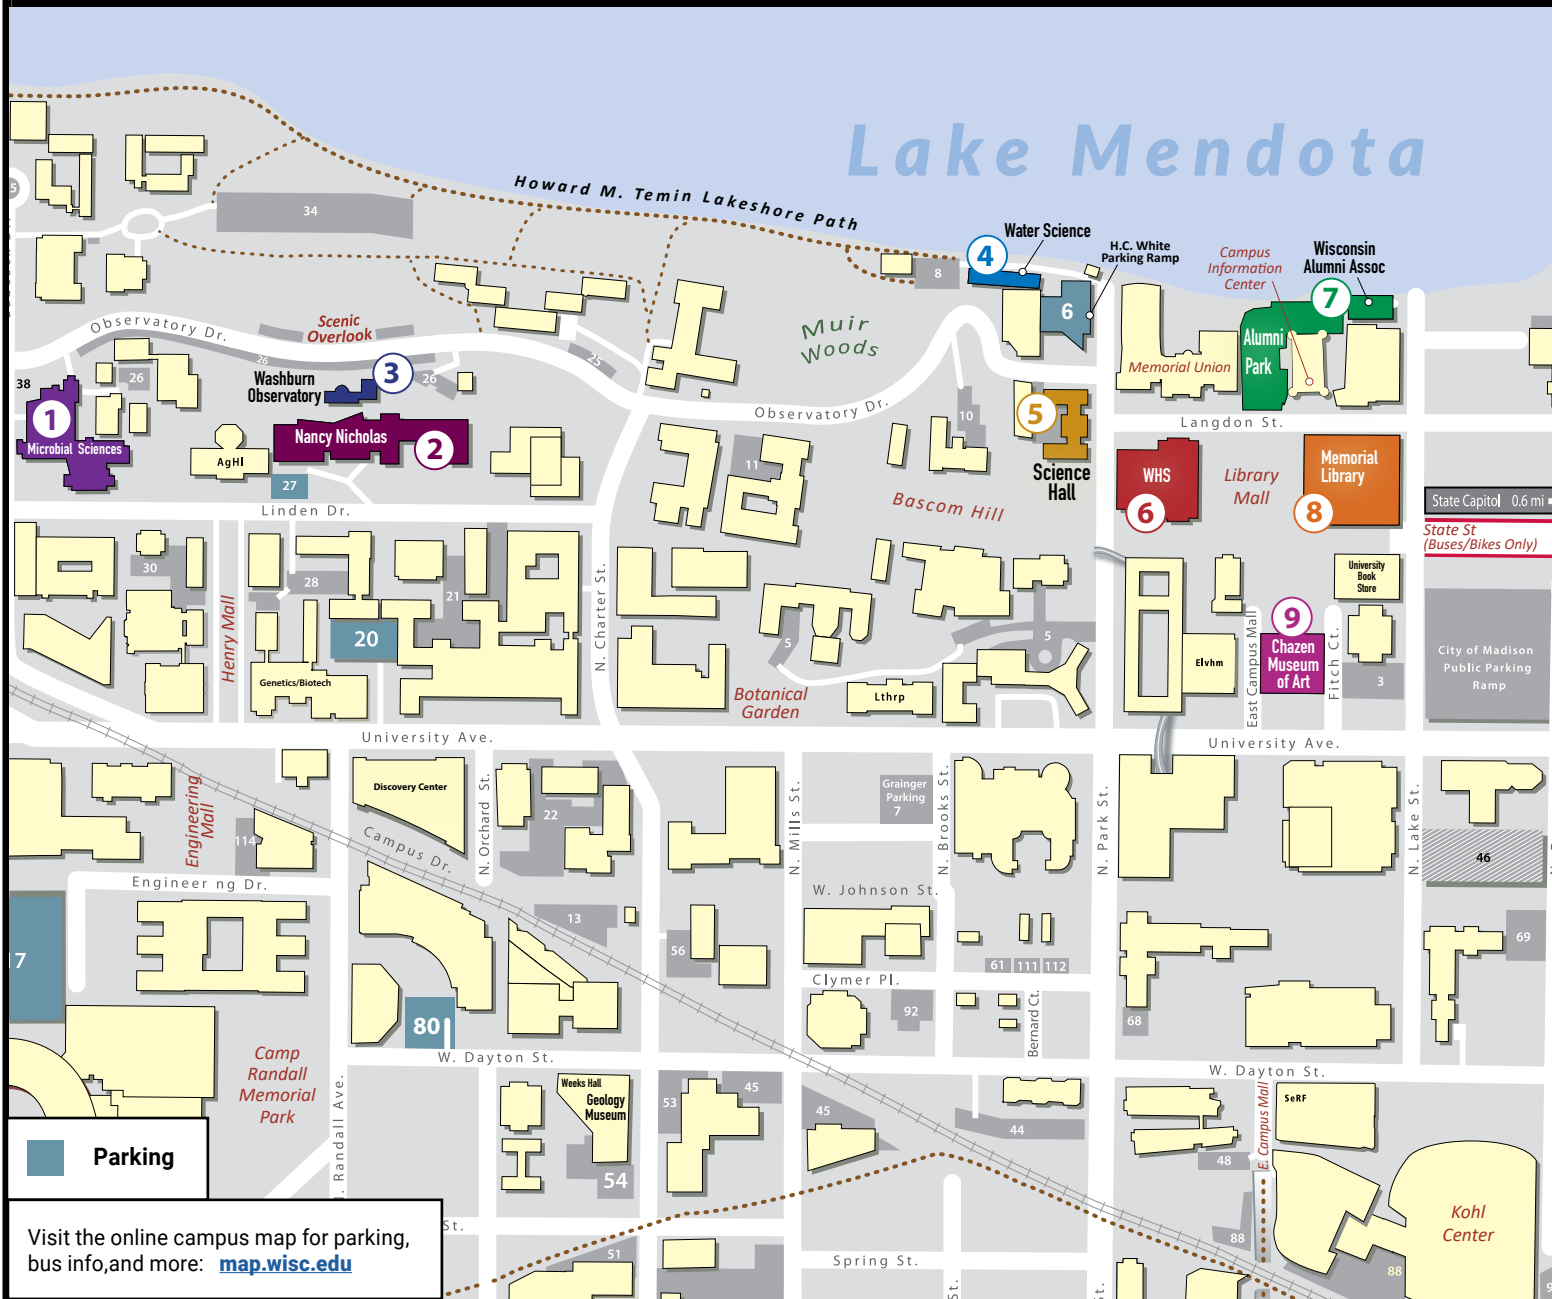 Lake Mendota
Howard M. Temin Lakeshore Path
5
34
Water Science
4
H.C. White
Parking Ramp
Campus
Information
Center
Wisconsin
Alumni Assoc
7
8
6
Muir
Woods
Observatory Dr.
Scenic
Overlook
26
25
Alumni
Park
Memorial Union
38
26
Washburn
Observatory
3
26
1
Microbial Sciences
Nancy Nicholas
2
AgHl
27
Observatory Dr.
10
5
Science
Hall
Langdon St.
11
WHS
6
Library
Mall
Memorial
Library
8
Bascom Hill
State Capitol 0.6 mi
State St
(Buses/Bikes Only)
Linden Dr.
30
28
21
20
Henry Mall
Genetics/Biotech
N. Charter St.
5
5
University
Book
Store
9
Chazen
Museum
of Art
Elvhm
East Campus Mall
Fitch Ct.
3
City of Madison
Public Parking
Ramp
Botanical
Garden
Lthrp
University Ave.
University Ave.
Engineering
Mall
114
Discovery Center
Campus Dr.
N. Orchard St.
22
N. Mills St.
Grainger
Parking
7
N. Brooks St.
N. Park St.
N. Lake St.
46
Engineer ng Dr.
W. Johnson St.
17
13
56
61
111
112
69
Clymer Pl.
80
92
Bernard Ct.
68
W. Dayton St.
W. Dayton St.
Camp
Randall
Memorial
Park
. Randall Ave.
Weeks Hall
Geology
Museum
54
53
45
45
44
E. Campus Mall
SeRF
48
Kohl
Center
88
88
Parking
Visit the online campus map for parking,
bus info,and more: map.wisc.edu
St.
51
Spring St.
St.
St.
9